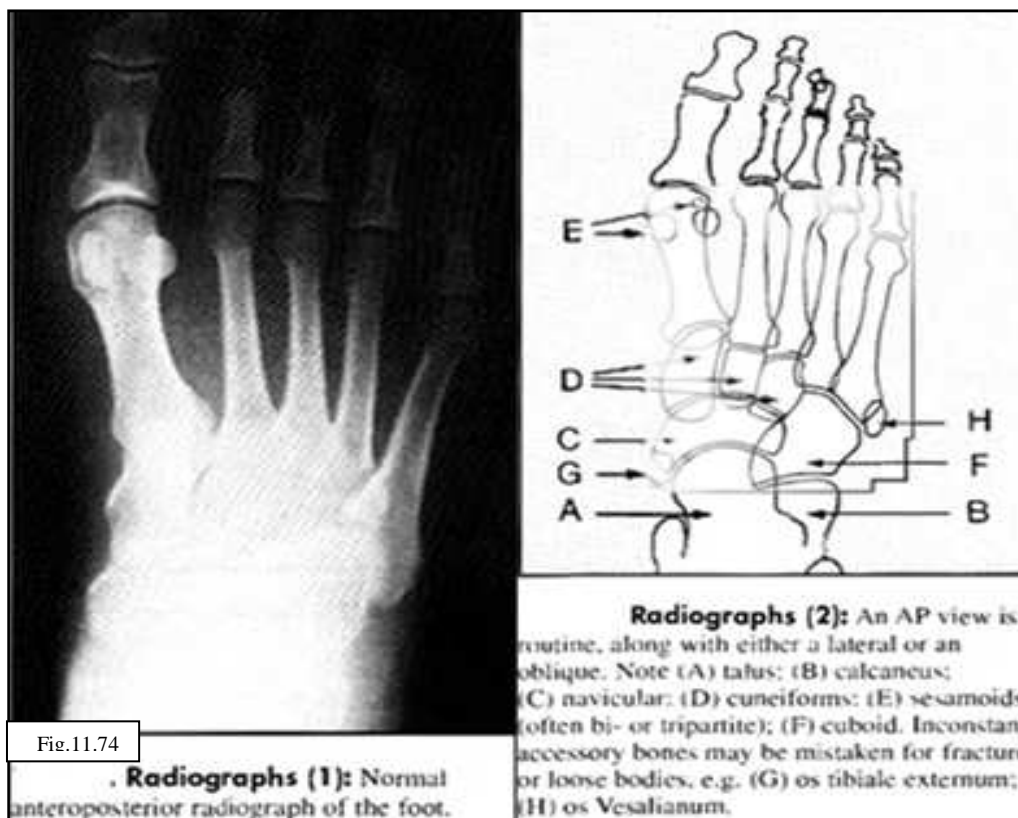 E
D
C
G
A
H
F
B
Fig.11.74
. Radiographs (1): Normal
anteroposterior radiograph of the foot.
Radiographs (2): An AP view is
routine, along with either a lateral or an
oblique. Note (A) talus; (B) calcaneus;
(C) navicular; (D) cuneiforms; (E) sesamoids
(often bi- or tripartite); (F) cuboid. Inconstan
accessory bones may be mistaken for fracture
or loose bodies, e.g. (G) os tibiale externum;
(H) os Vesalianum.